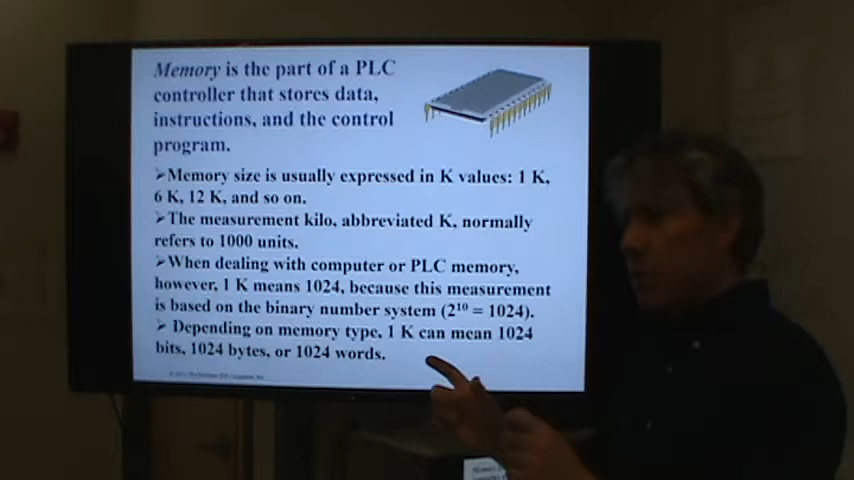 Memory is the part of a PLC
controller that stores data,
instructions, and the control
program.
➢Memory size is usually expressed in K values: 1 K,
6 K, 12 K, and so on.
➢The measurement kilo, abbreviated K, normally
refers to 1000 units.
➢When dealing with computer or PLC memory,
however, 1 K means 1024, because this measurement
is based on the binary number system (2¹⁰ = 1024).
➢ Depending on memory type, 1 K can mean 1024
bits, 1024 bytes, or 1024 words.